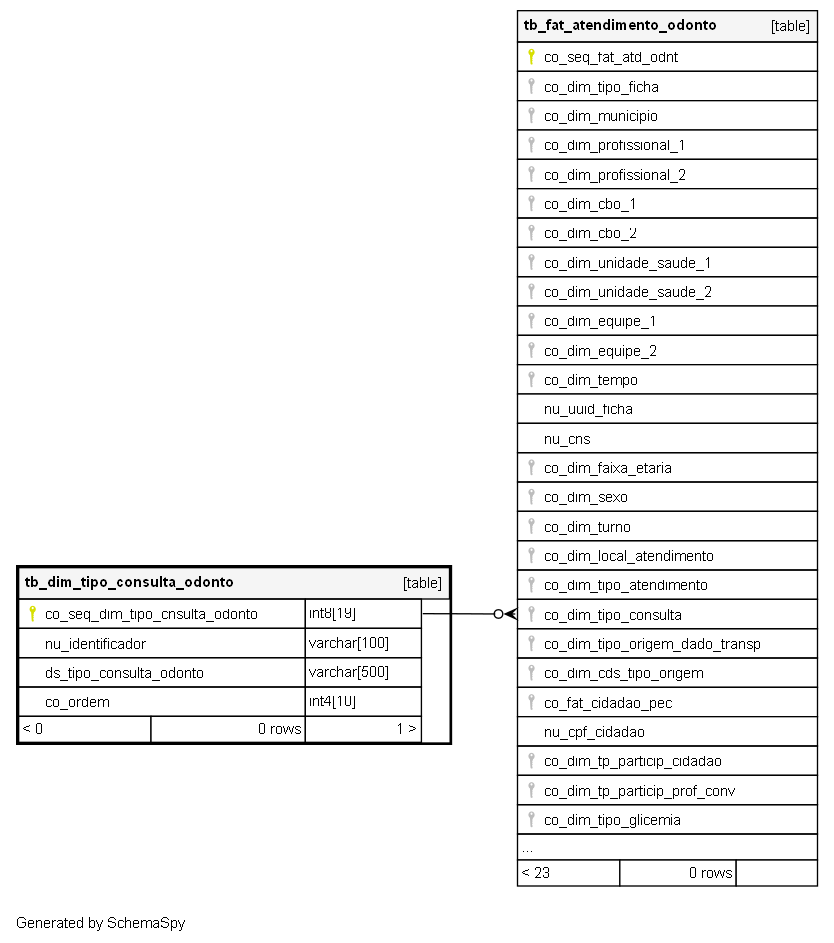 tb_fat_atendimento_odonto [table]
co_seq_fat_atd_odnt
co_dim_tipo_ficha
co_dim_municipio
co_dim_profissional_1
co_dim_profissional_2
co_dim_cbo_1
co_dim_cbo_2
co_dim_unidade_saude_1
co_dim_unidade_saude_2
co_dim_equipe_1
co_dim_equipe_2
co_dim_tempo
nu_uuid_ficha
nu_cns
co_dim_faixa_etaria
co_dim_sexo
co_dim_turno
co_dim_local_atendimento
co_dim_tipo_atendimento
co_dim_tipo_consulta
co_dim_tipo_origem_dado_transp
co_dim_cds_tipo_origem
co_fat_cidadao_pec
nu_cpf_cidadao
co_dim_tp_particip_cidadao
co_dim_tp_particip_prof_conv
co_dim_tipo_glicemia
...
< 23 0 rows
tb_dim_tipo_consulta_odonto [table]
co_seq_dim_tipo_cnsulta_odonto int8[19]
nu_identificador varchar[100]
ds_tipo_consulta_odonto varchar[500]
co_ordem int4[10]
< 0 0 rows 1 >
Generated by SchemaSpy